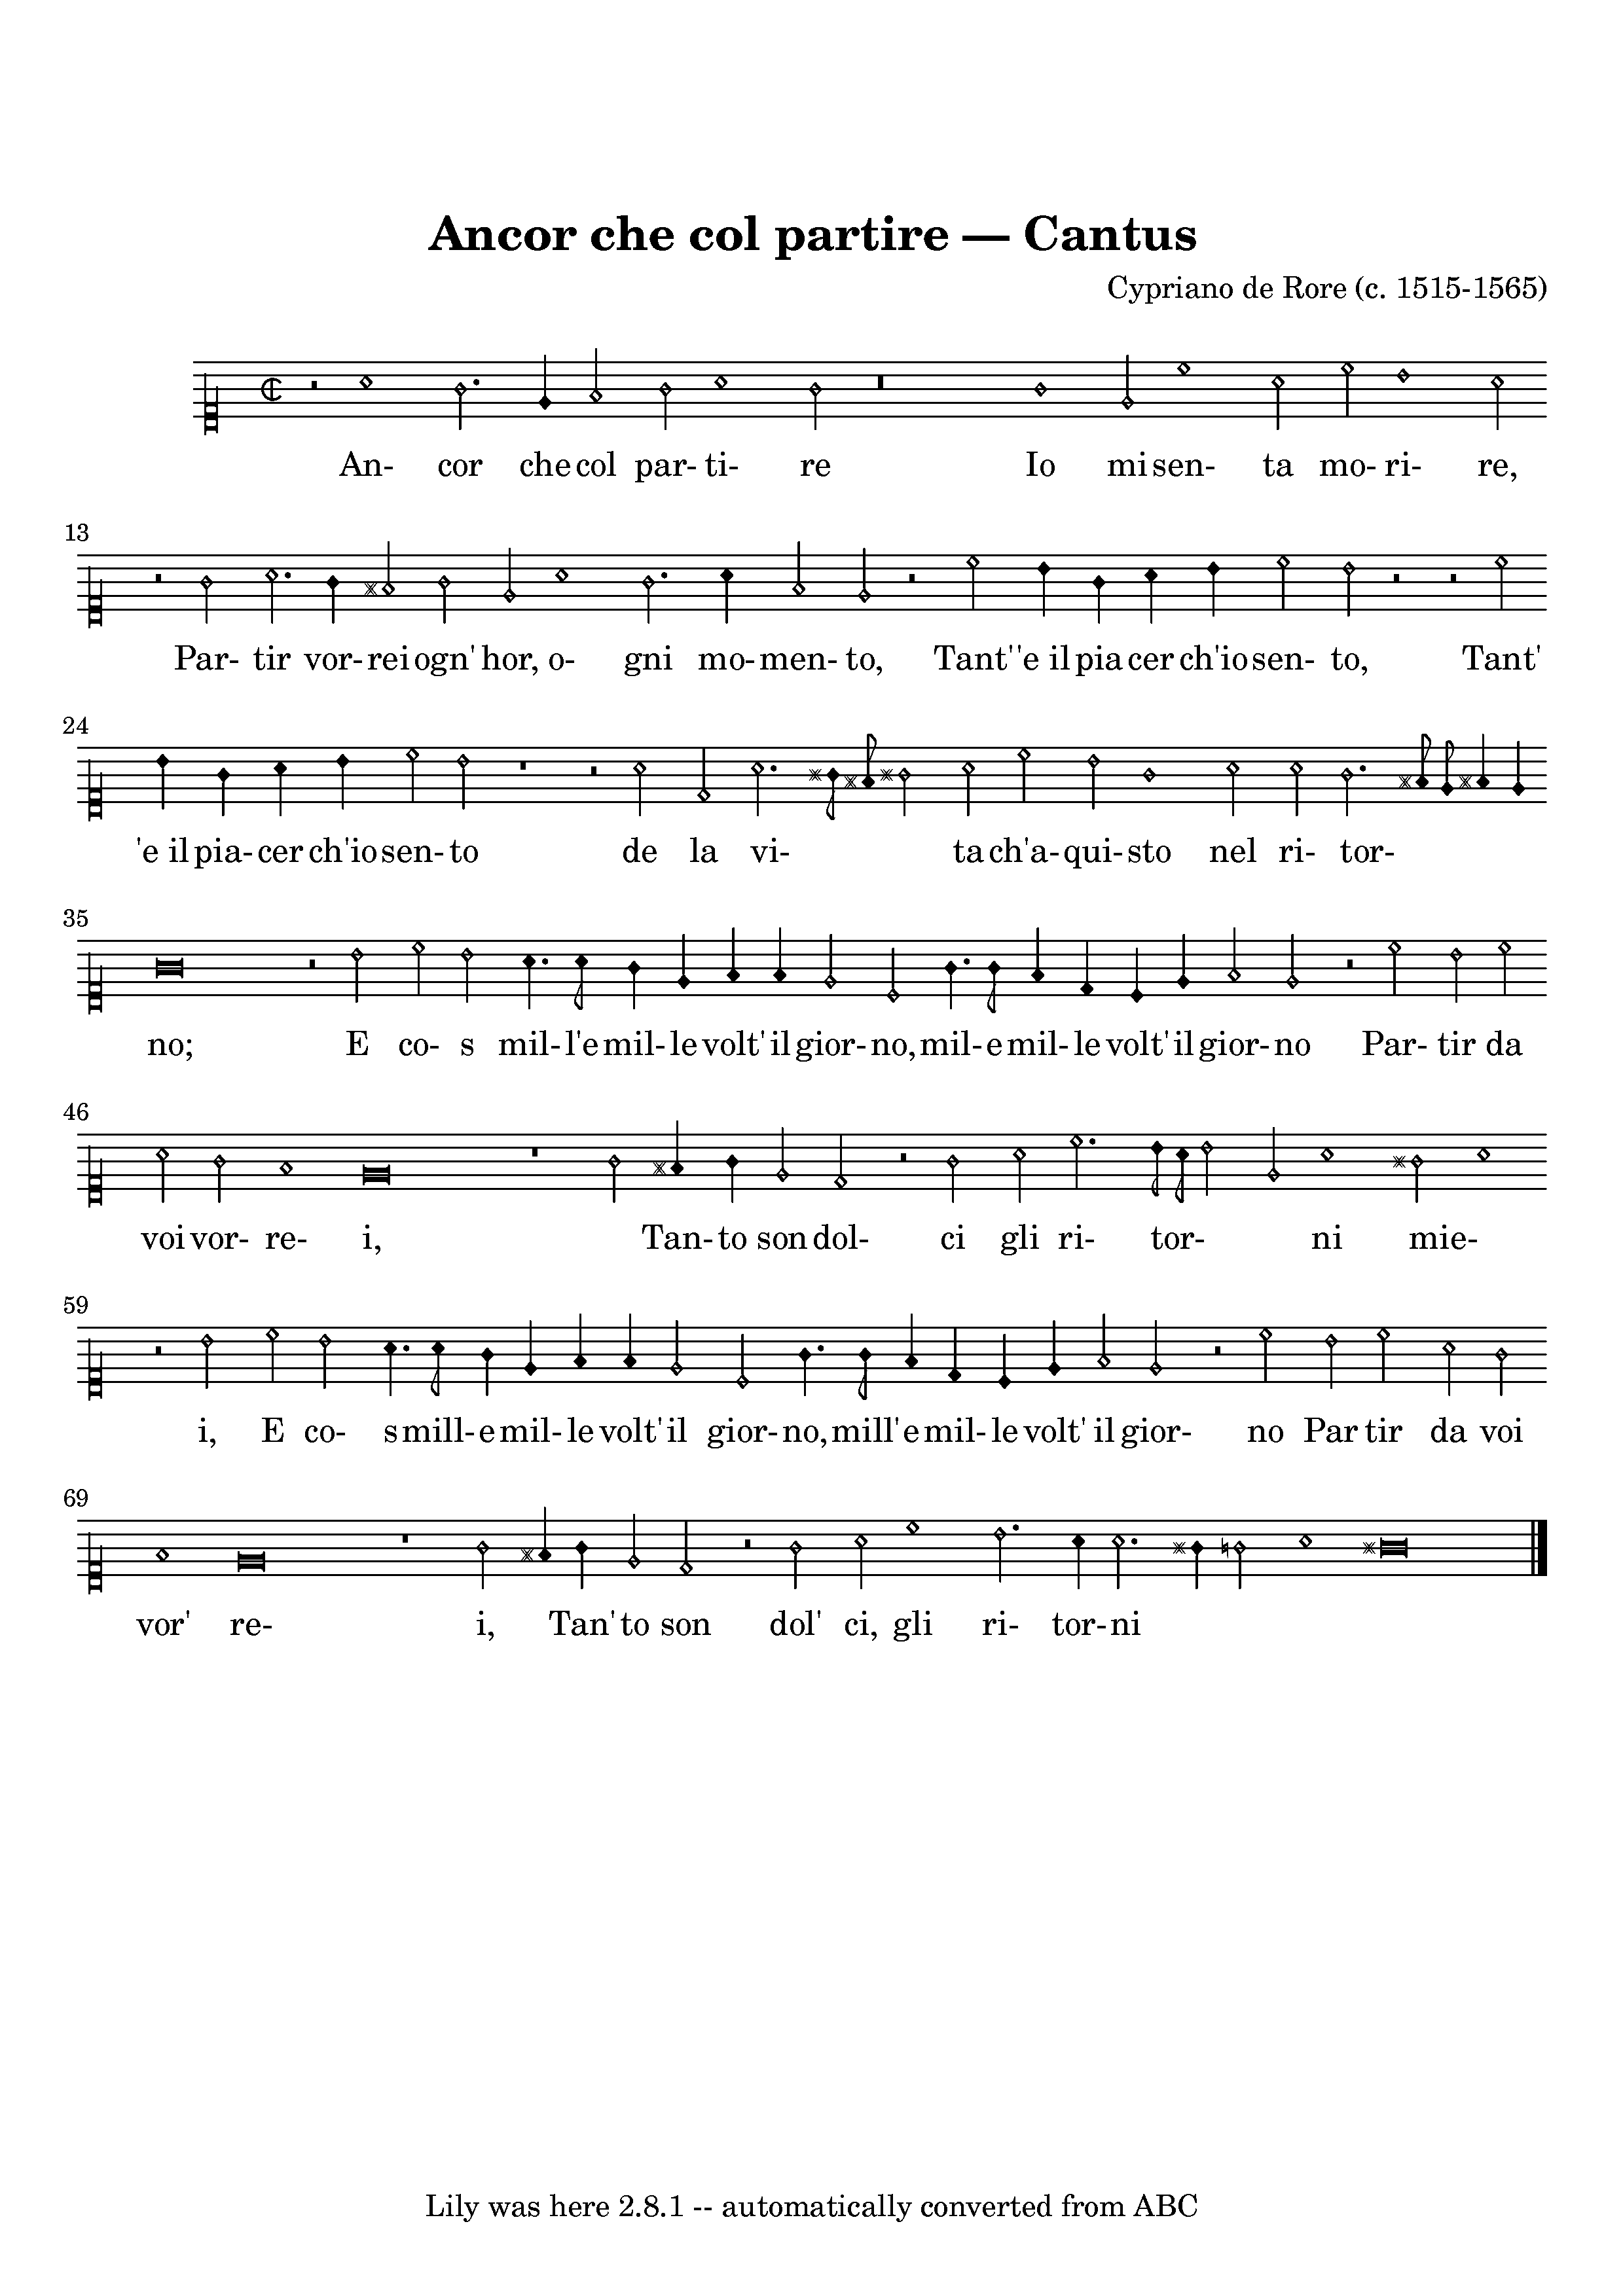 Ancor che col partire — Cantus
Cypriano de Rore (c. 1515-1565)
An- cor che col par- ti- re Io mi sen- ta mo- ri- re,
13
Par- tir vor- rei ogn' hor, o- gni mo- men- to, Tant' 'e il pia cer ch'io sen- to, Tant'
24
'e il pia- cer ch'io sen- to de la vi- ta ch'a- qui- sto nel ri- tor-
35
no; E co- s mil- l'e mil- le volt' il gior- no, mil- e mil- le volt' il gior- no Par- tir da
46
voi vor- re- i, Tan- to son dol- ci gli ri- tor- ni mie-
59
i, E co- s mill- e mil- le volt' il gior- no, mill' e mil- le volt' il gior- no Par tir da voi
69
vor' re- i, Tan' to son dol' ci, gli ri- tor- ni
Lily was here 2.8.1 -- automatically converted from ABC